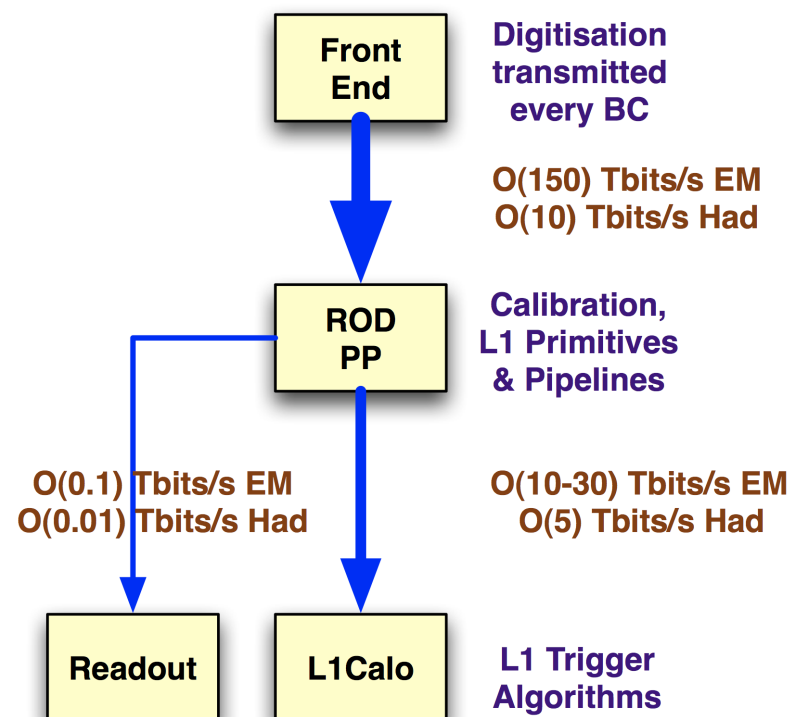 Front
End
Digitisation
transmitted
every BC
O(150) Tbits/s EM
O(10) Tbits/s Had
ROD
PP
Calibration,
L1 Primitives
& Pipelines
O(0.1) Tbits/s EM
O(0.01) Tbits/s Had
O(10-30) Tbits/s EM
O(5) Tbits/s Had
Readout
L1Calo
L1 Trigger
Algorithms